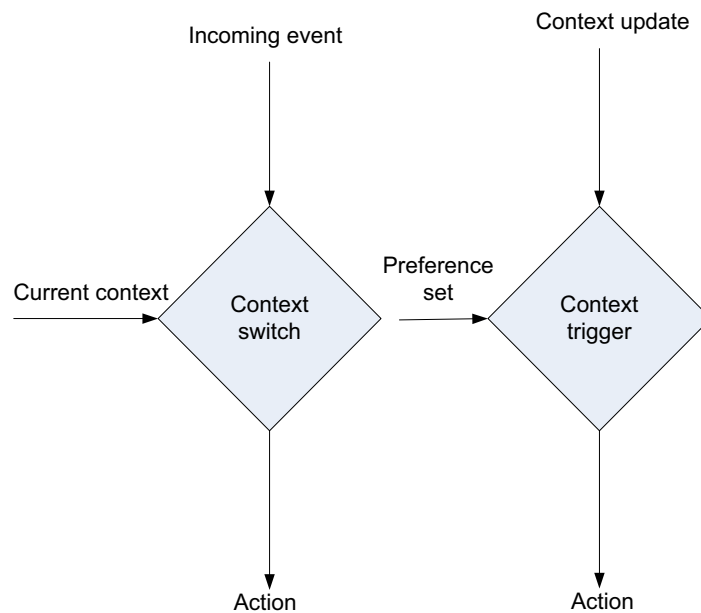 Incoming event
Context update
Current context
Context
switch
Preference
set
Context
trigger
Action
Action